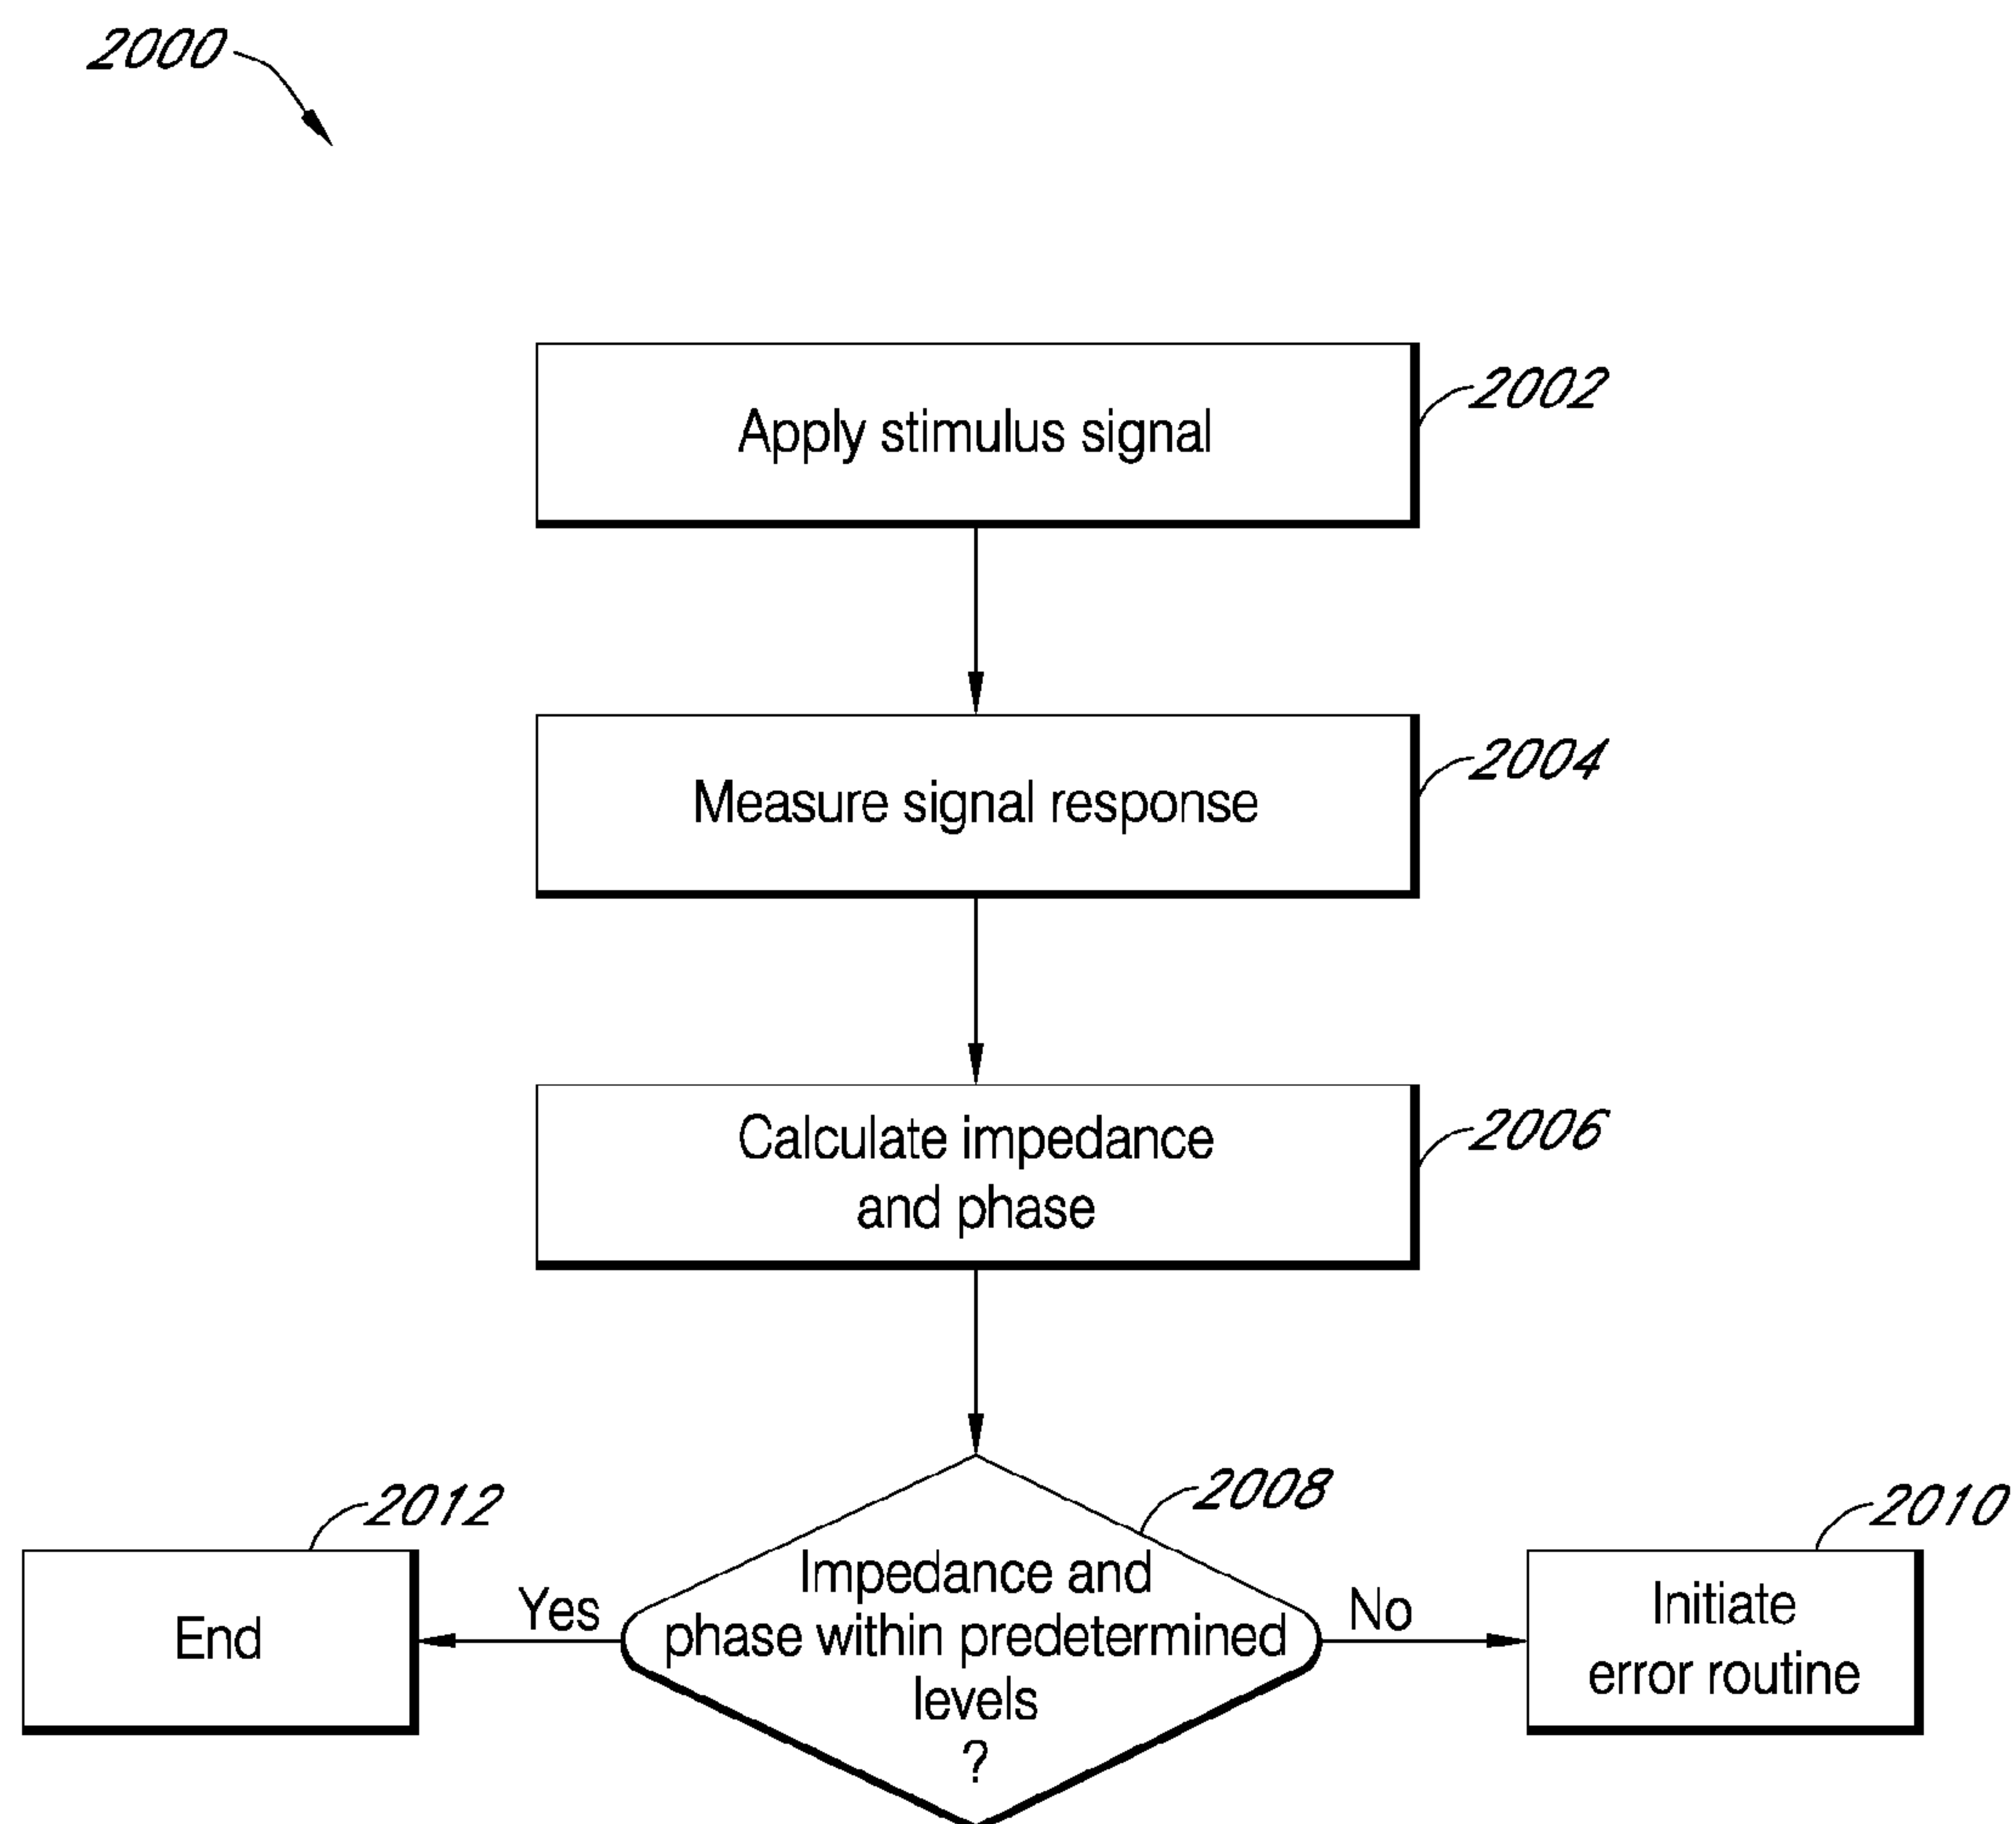 2000
Apply stimulus signal
2002
Measure signal response
2004
Calculate impedance
and phase
2006
2012
2008
2010
End
Yes
Impedance and
phase within predetermined
levels
?
No
Initiate
error routine